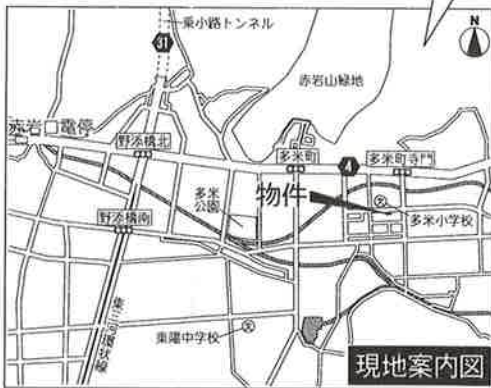 乗小路トンネル
31
N
赤岩山緑地
赤岩口電停
野添橋北
多米町
4
多米町寺門
物件
多米公園
文
多米小学校
野添橋南
東三河環状線
東陽中学校
文
現地案内図